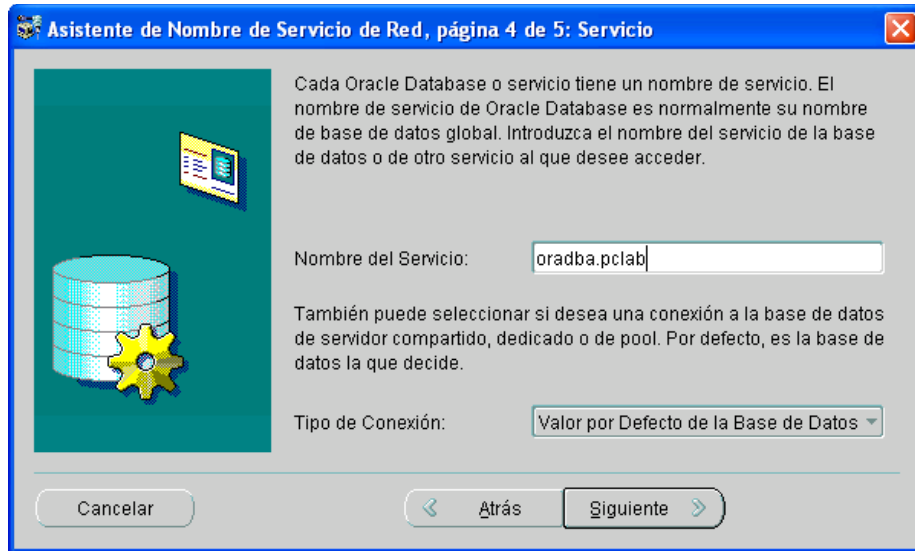 Asistente de Nombre de Servicio de Red, página 4 de 5: Servicio
Cada Oracle Database o servicio tiene un nombre de servicio. El
nombre de servicio de Oracle Database es normalmente su nombre
de base de datos global. Introduzca el nombre del servicio de la base
de datos o de otro servicio al que desee acceder.
Nombre del Servicio: oradba.pclab
También puede seleccionar si desea una conexión a la base de datos
de servidor compartido, dedicado o de pool. Por defecto, es la base de
datos la que decide.
Tipo de Conexión: Valor por Defecto de la Base de Datos
Cancelar Atrás Siguiente